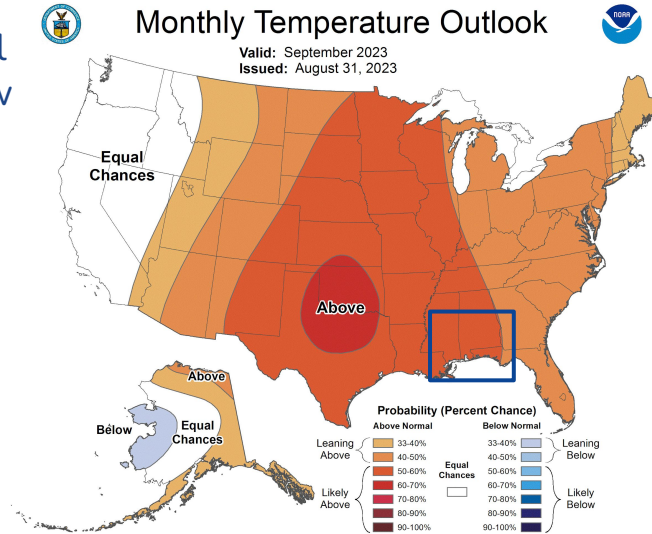 l
v
Monthly Temperature Outlook
Valid: September 2023
Issued: August 31, 2023
NOAA
Equal
Chances
Above
Above
Below
Equal
Chances
Probability (Percent Chance)
Above Normal
Below Normal
Leaning
Above
33-40%
40-50%
Likely
Above
50-60%
60-70%
70-80%
80-90%
90-100%
Equal
Chances
33-40%
40-50%
Leaning
Below
50-60%
60-70%
70-80%
80-90%
90-100%
Likely
Below